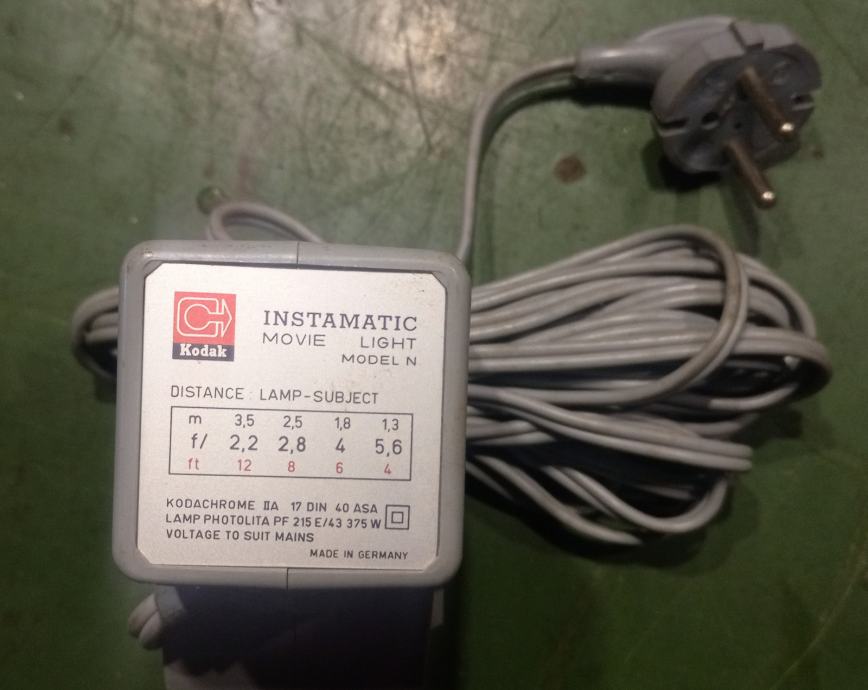 Kodak
INSTAMATIC
MOVIE LIGHT
MODEL N
DISTANCE: LAMP-SUBJECT
m 3,5 2,5 1,8 1,3
f/ 2,2 2,8 4 5,6
ft 12 8 6 4
KODACHROME IIA 17 DIN 40 ASA
LAMP PHOTOLITA PF 215 E/43 375 W
VOLTAGE TO SUIT MAINS
MADE IN GERMANY